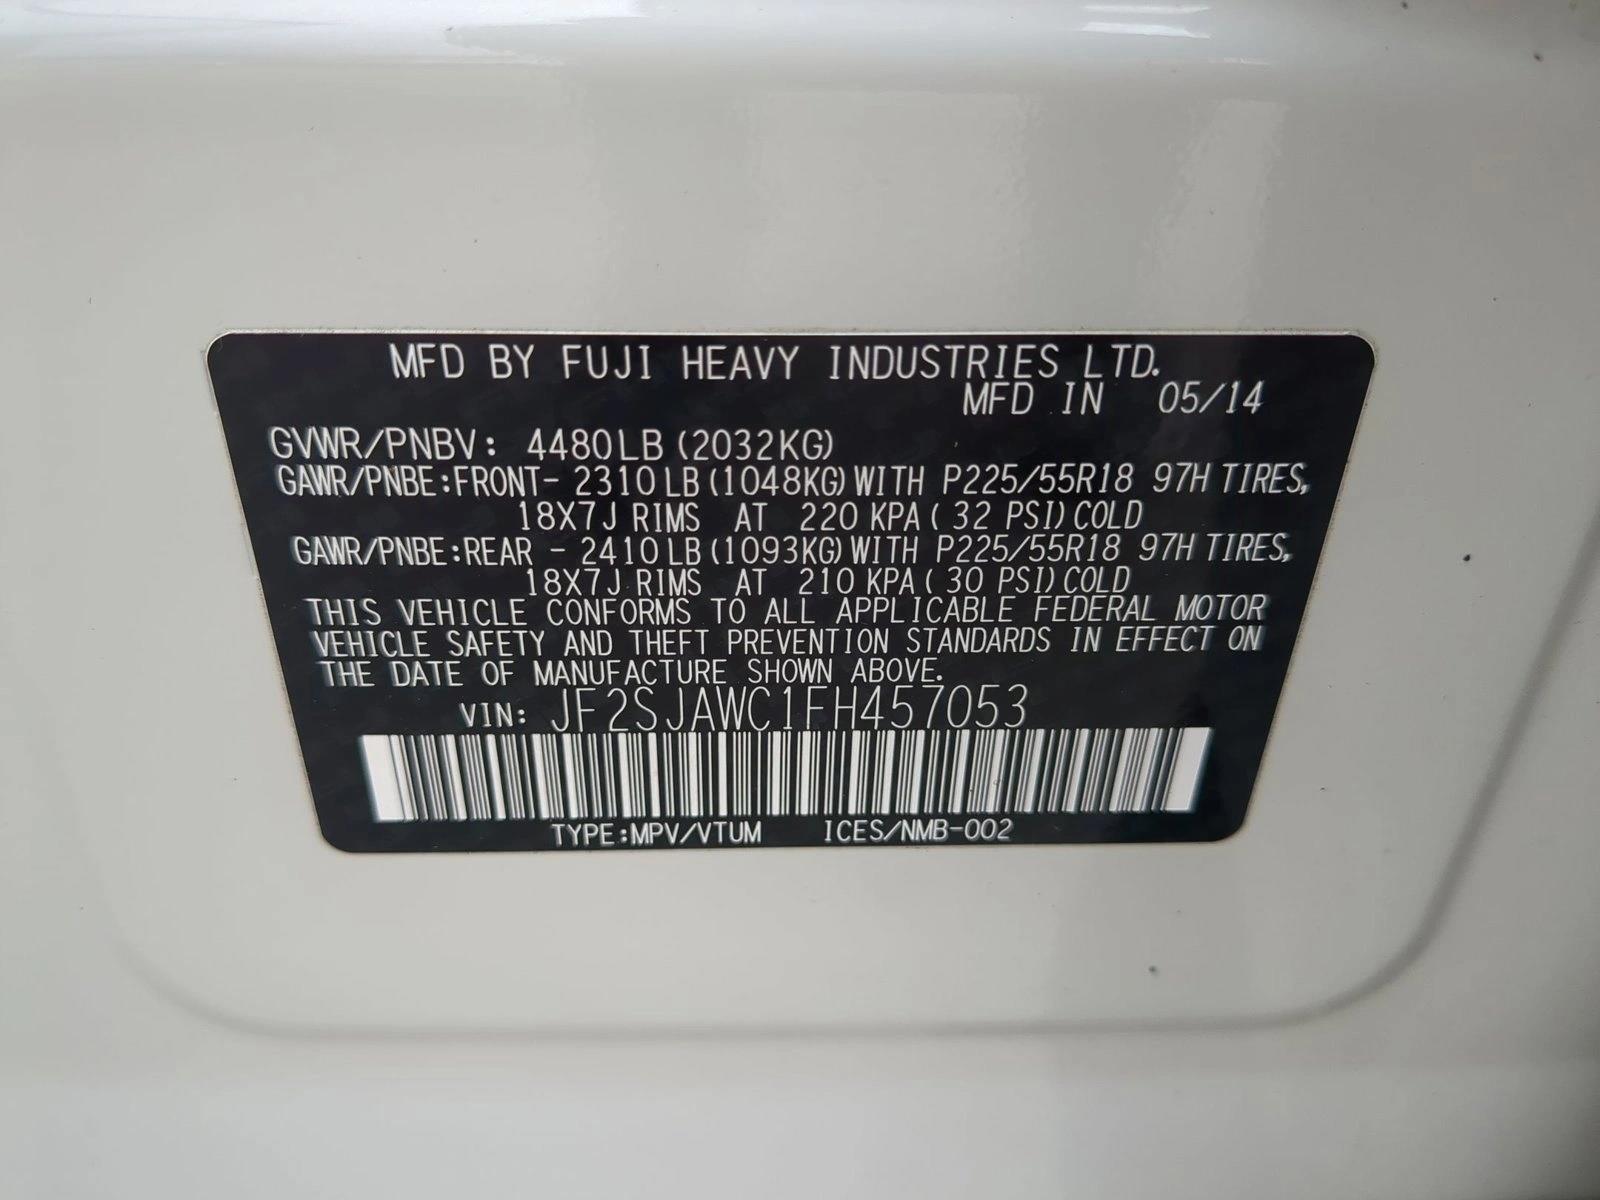 MFD BY FUJI HEAVY INDUSTRIES LTD.
MFD IN 05/14
GVWR/PNBV: 4480LB (2032KG)
GAWR/PNBE:FRONT- 2310LB(1048KG)WITH P225/55R18 97H TIRES,
18X7J RIMS AT 220 KPA( 32 PSI)COLD
GAWR/PNBE:REAR - 2410LB(1093KG)WITH P225/55R18 97H TIRES,
18X7J RIMS AT 210 KPA( 30 PSI)COLD
THIS VEHICLE CONFORMS TO ALL APPLICABLE FEDERAL MOTOR
VEHICLE SAFETY AND THEFT PREVENTION STANDARDS IN EFFECT ON
THE DATE OF MANUFACTURE SHOWN ABOVE.
VIN: JF2SJAWC1FH457053
TYPE:MPV/VTUM ICES/NMB-002